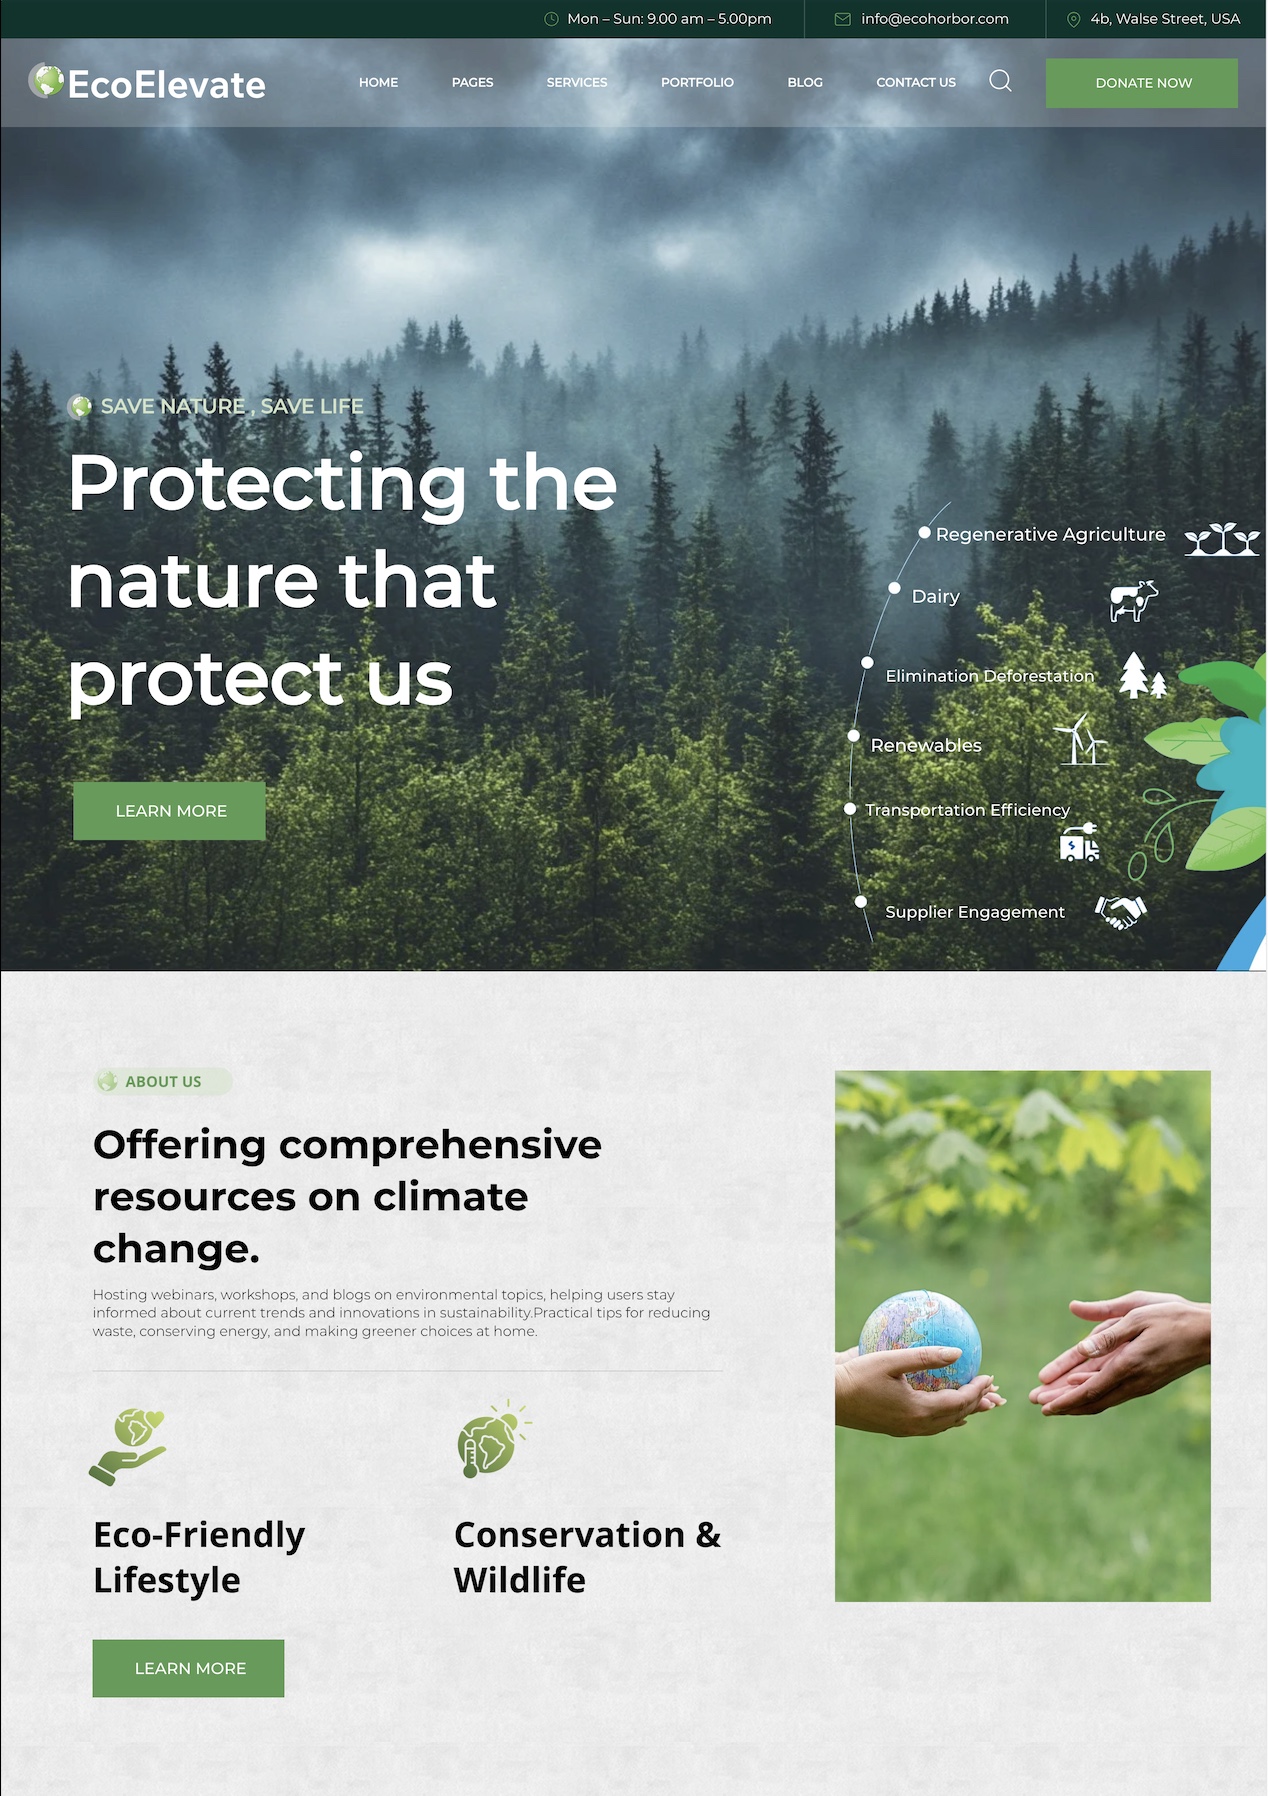 Mon – Sun: 9.00 am – 5.00pm
info@ecohorbor.com
4b, Walse Street, USA
EcoElevate
HOME
PAGES
SERVICES
PORTFOLIO
BLOG
CONTACT US
DONATE NOW
SAVE NATURE , SAVE LIFE
Protecting the
nature that
protect us
LEARN MORE
Regenerative Agriculture
Dairy
Elimination Deforestation
Renewables
Transportation Efficiency
Supplier Engagement
ABOUT US
Offering comprehensive
resources on climate
change.
Hosting webinars, workshops, and blogs on environmental topics, helping users stay
informed about current trends and innovations in sustainability.Practical tips for reducing
waste, conserving energy, and making greener choices at home.
Eco-Friendly
Lifestyle
Conservation &
Wildlife
LEARN MORE